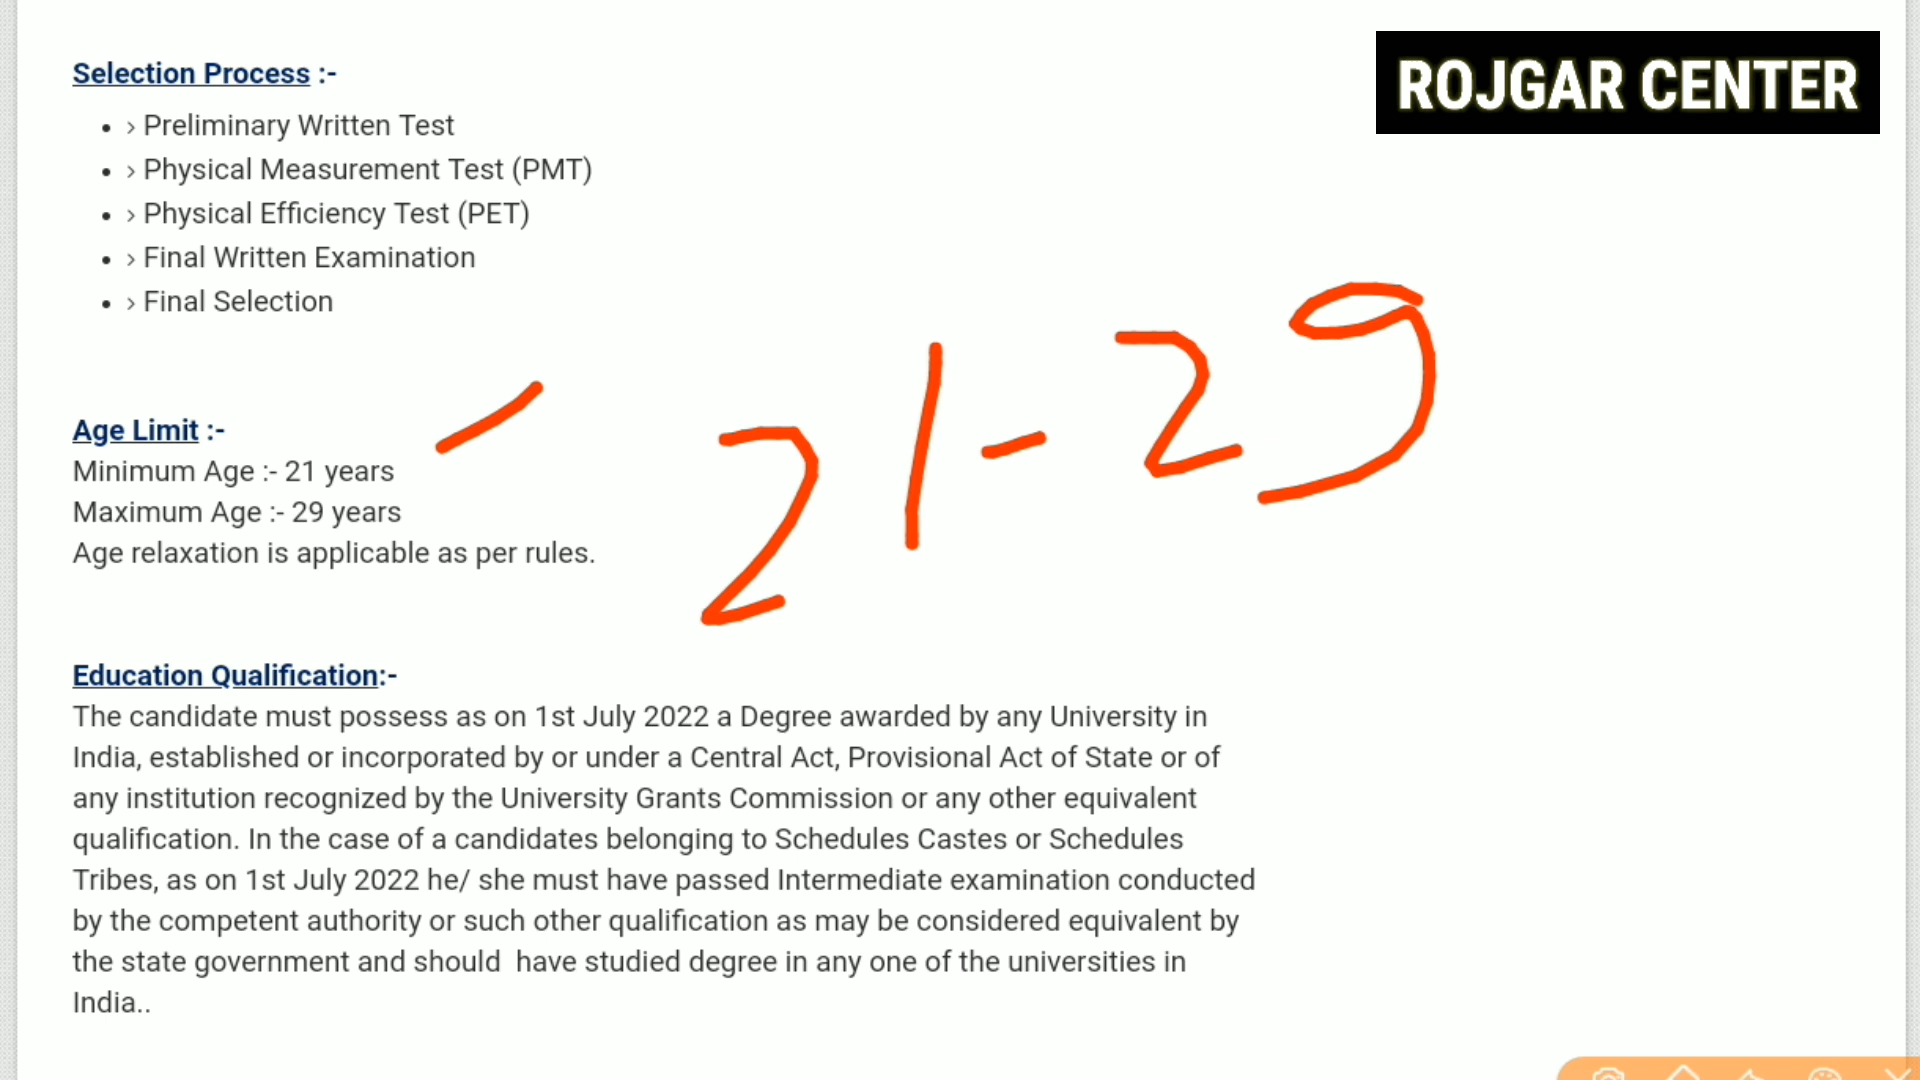 ROJGAR CENTER
Selection Process :-
• › Preliminary Written Test
• › Physical Measurement Test (PMT)
• › Physical Efficiency Test (PET)
• › Final Written Examination
• › Final Selection
21-29
Age Limit :-
Minimum Age :- 21 years
Maximum Age :- 29 years
Age relaxation is applicable as per rules.
Education Qualification:-
The candidate must possess as on 1st July 2022 a Degree awarded by any University in
India, established or incorporated by or under a Central Act, Provisional Act of State or of
any institution recognized by the University Grants Commission or any other equivalent
qualification. In the case of a candidates belonging to Schedules Castes or Schedules
Tribes, as on 1st July 2022 he/ she must have passed Intermediate examination conducted
by the competent authority or such other qualification as may be considered equivalent by
the state government and should  have studied degree in any one of the universities in
India..